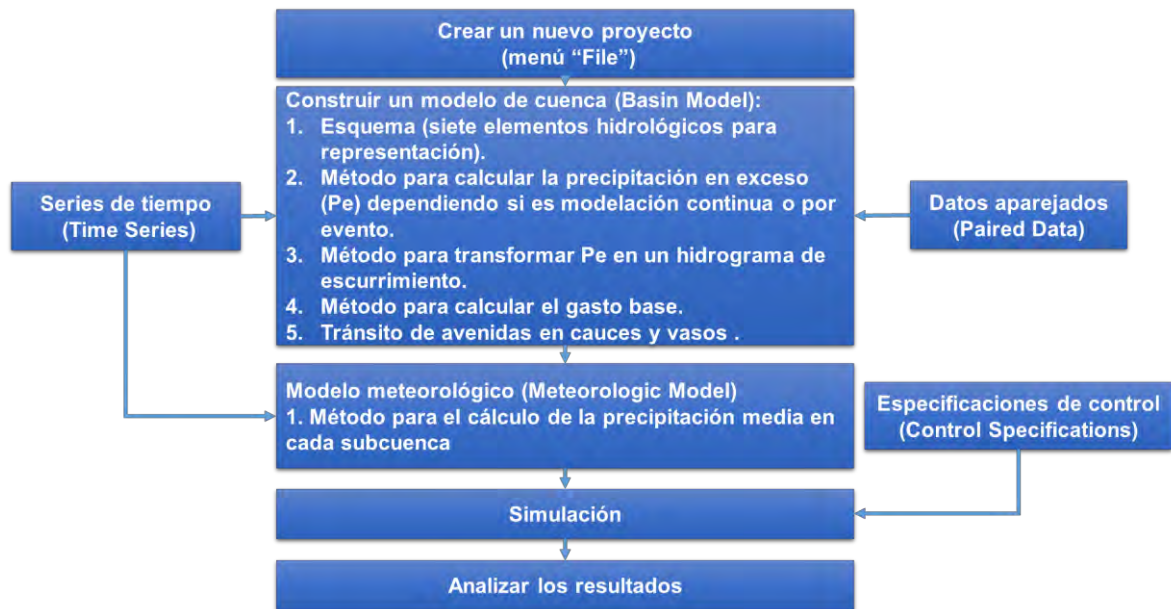 Crear un nuevo proyecto
(menú “File”)
Construir un modelo de cuenca (Basin Model):
1. Esquema (siete elementos hidrológicos para
representación).
2. Método para calcular la precipitación en exceso
(Pe) dependiendo si es modelación continua o por
evento.
3. Método para transformar Pe en un hidrograma de
escurrimiento.
4. Método para calcular el gasto base.
5. Tránsito de avenidas en cauces y vasos .
Series de tiempo
(Time Series)
Datos aparejados
(Paired Data)
Modelo meteorológico (Meteorologic Model)
1. Método para el cálculo de la precipitación media en
cada subcuenca
Especificaciones de control
(Control Specifications)
Simulación
Analizar los resultados